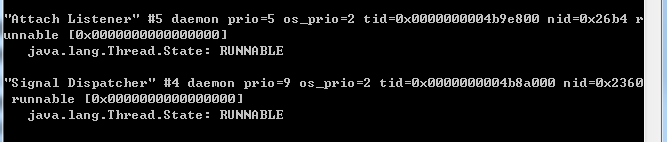 "Attach Listener" #5 daemon prio=5 os_prio=2 tid=0x0000000004b9e800 nid=0x26b4 r
unnable [0x0000000000000000]
java.lang.Thread.State: RUNNABLE
"Signal Dispatcher" #4 daemon prio=9 os_prio=2 tid=0x0000000004b8a000 nid=0x2360
runnable [0x0000000000000000]
java.lang.Thread.State: RUNNABLE